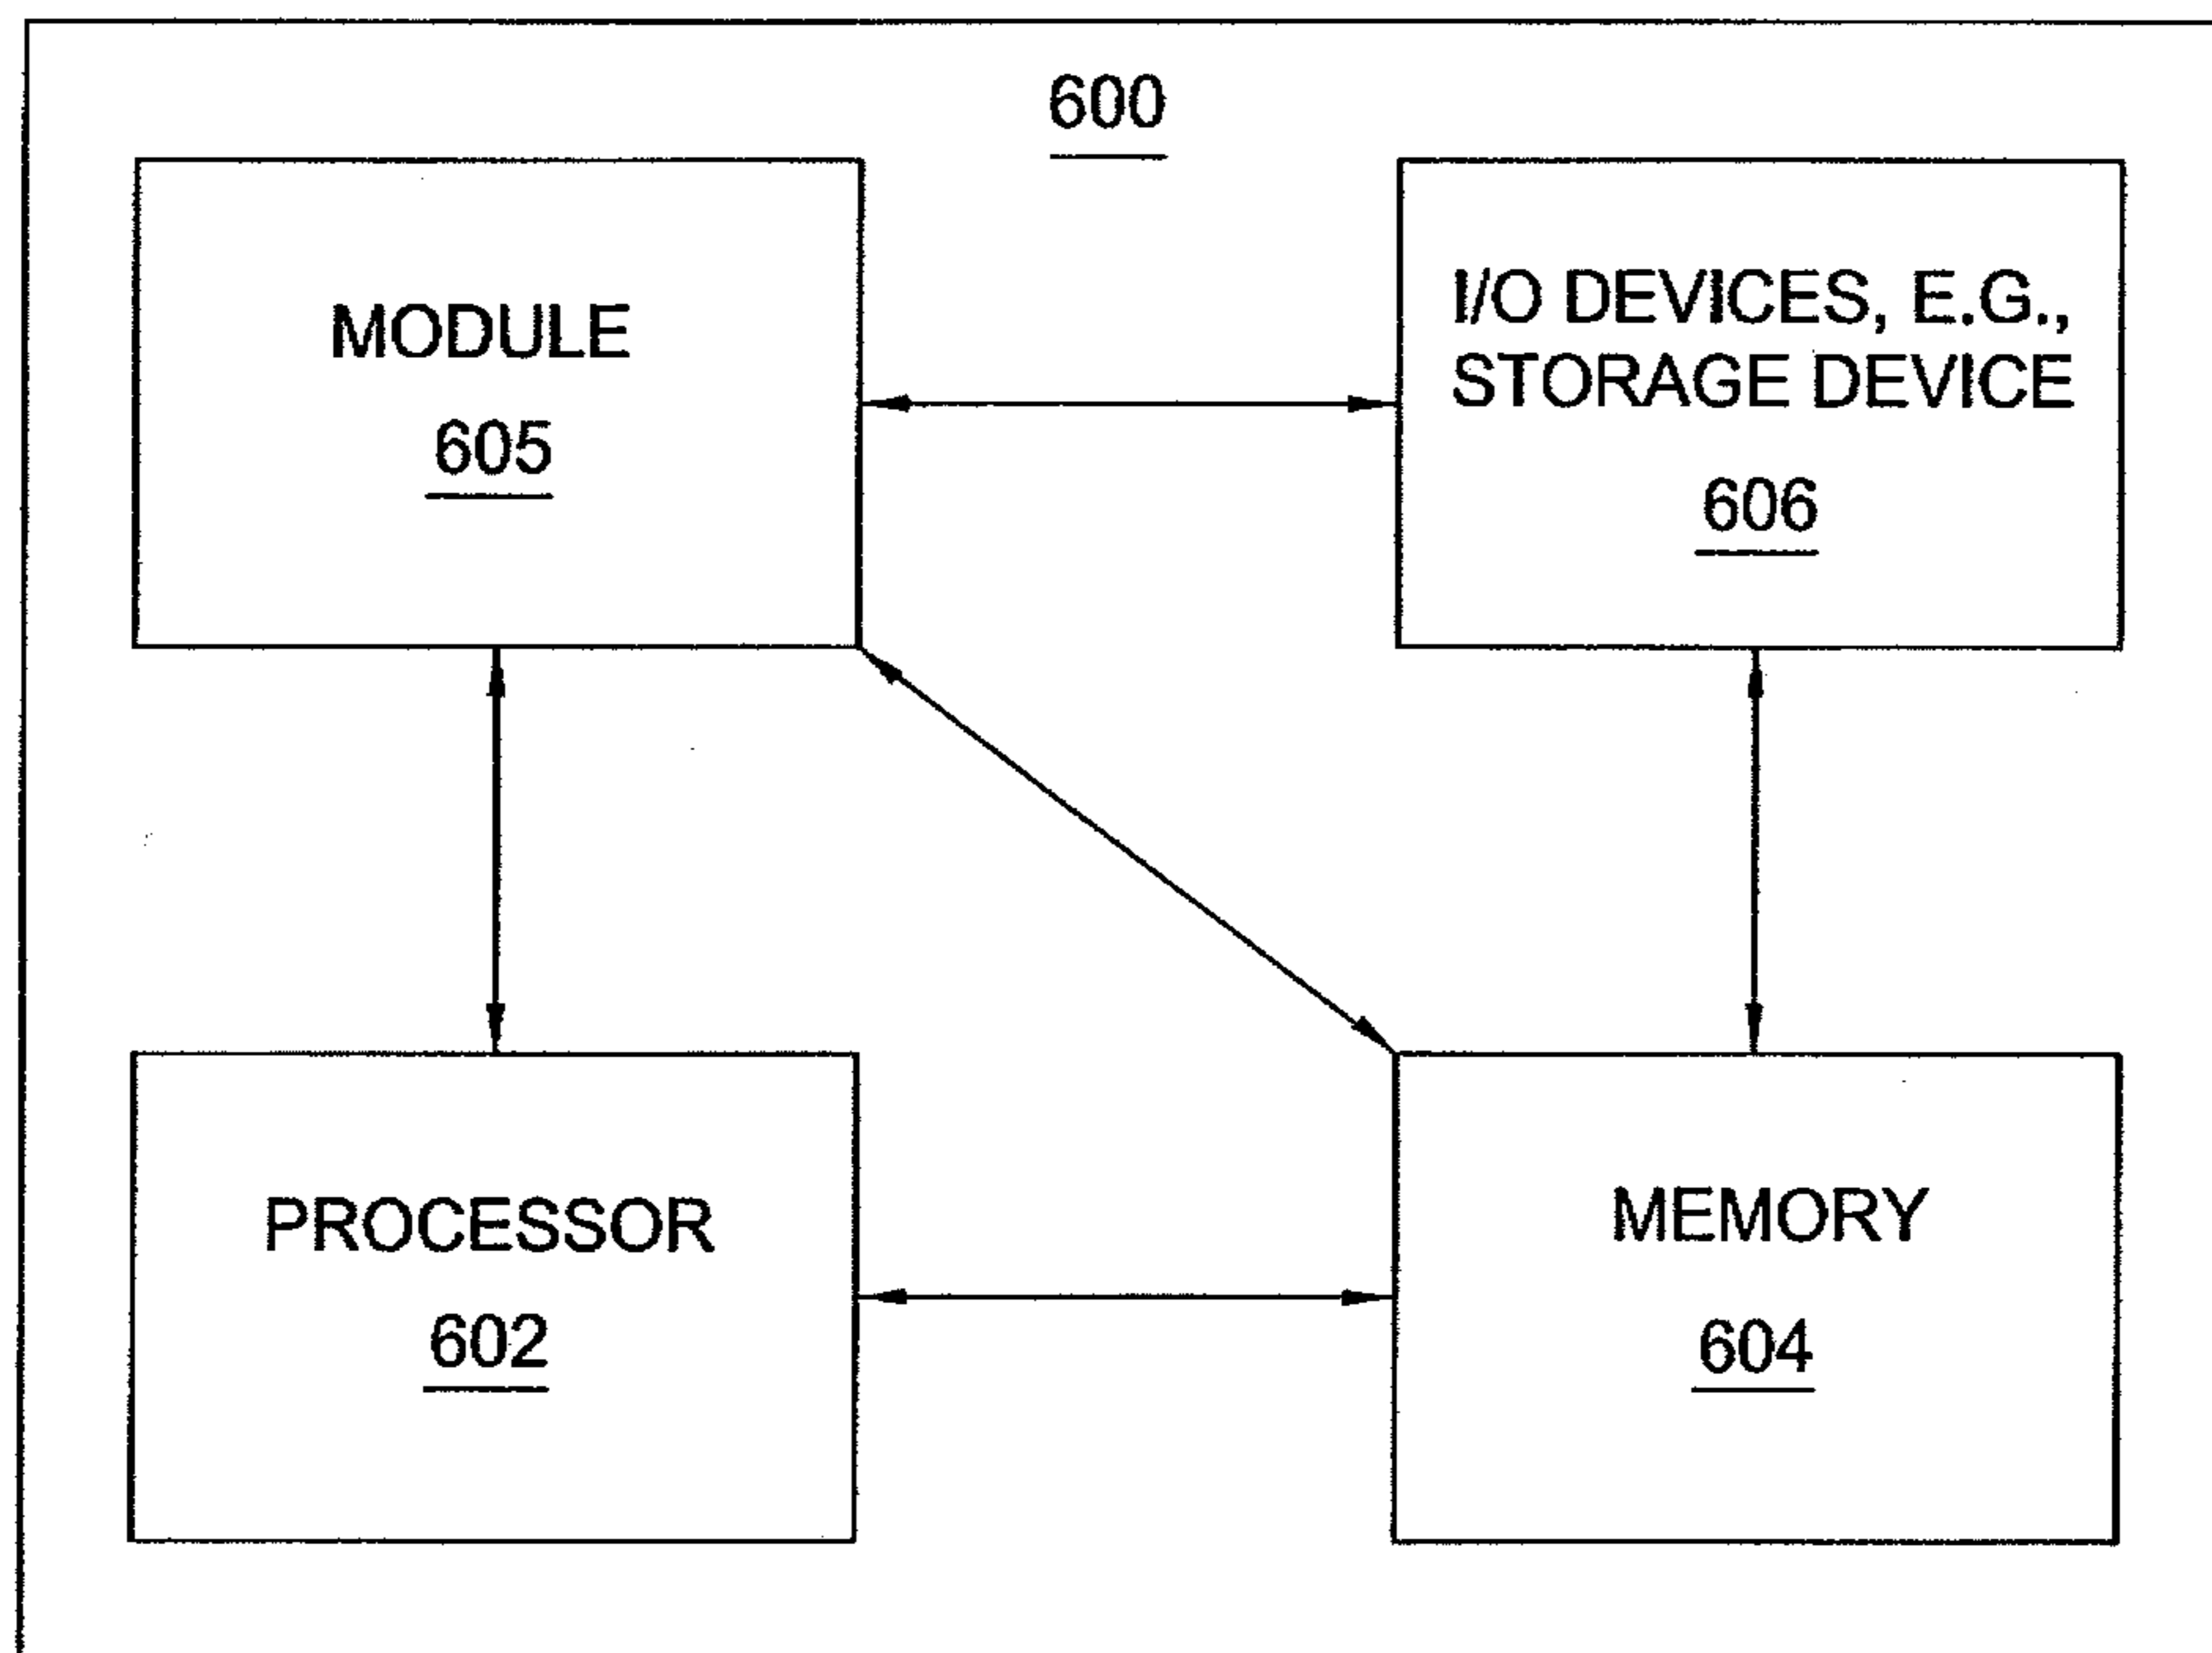 600
MODULE
605
I/O DEVICES, E.G.,
STORAGE DEVICE
606
PROCESSOR
602
MEMORY
604